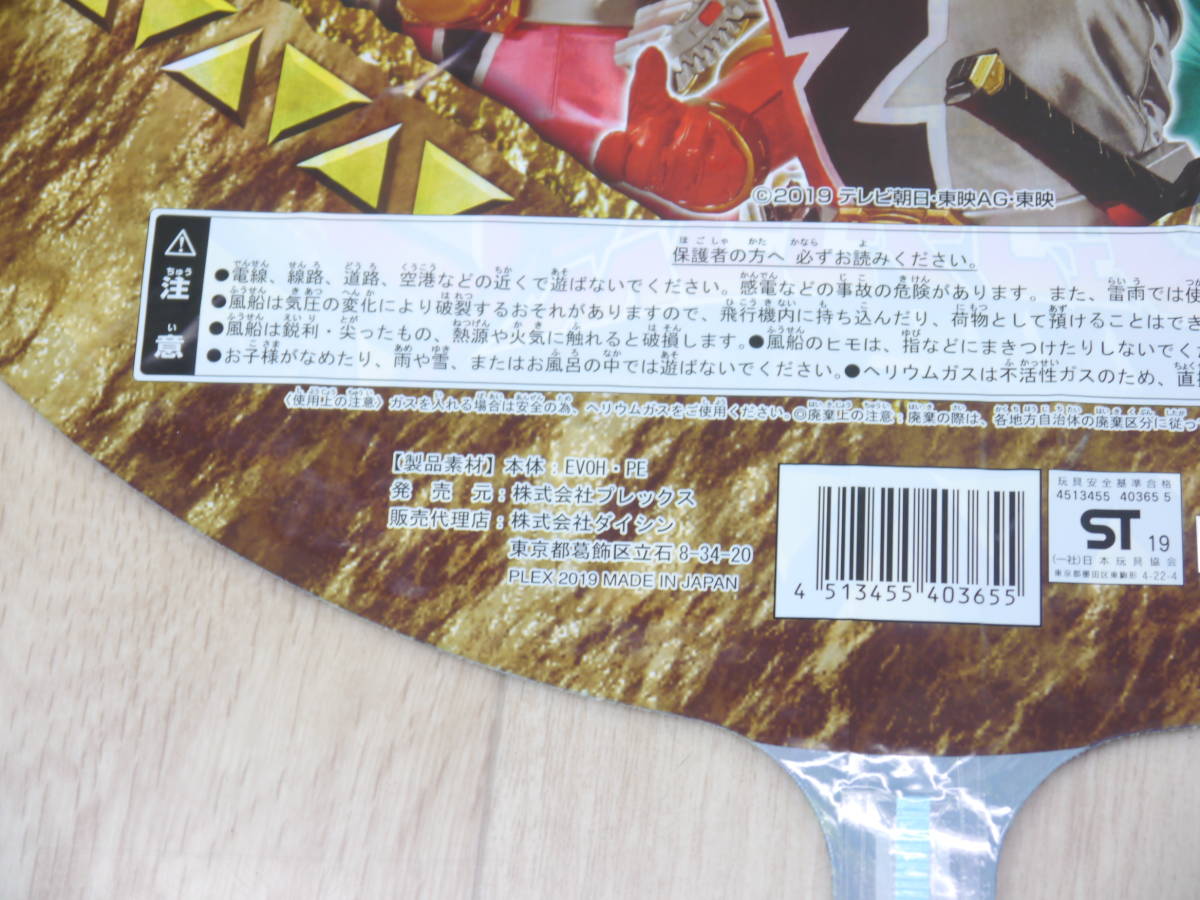 ©2019 テレビ朝日・東映AG・東映
注意
保護者の方へ 必ずお読みください。
●電線、線路、道路、空港などの近くで遊ばないでください。感電などの事故の危険があります。また、雷雨では使
●風船は気圧の変化により破裂するおそれがありますので、飛行機内に持ち込んだり、荷物として預けることはでき
●風船は鋭利・尖ったもの、熱源や火気に触れると破損します。●風船のヒモは、指などにまきつけたりしないでくだ
●お子様がなめたり、雨や雪、またはお風呂の中では遊ばないでください。●ヘリウムガスは不活性ガスのため、直
〈使用上の注意〉ガスを入れる場合は安全の為、ヘリウムガスをご使用ください。◎廃棄上の注意：廃棄の際は、各地方自治体の廃棄区分に従って
【製品素材】本体：EVOH・PE
発売元：株式会社プレックス
販売代理店：株式会社ダイシン
東京都葛飾区立石8-34-20
PLEX 2019 MADE IN JAPAN
4 513455 403655
玩具安全基準合格
4513455 40365 5
ST 19
(一社)日本玩具協会
東京都墨田区東駒形 4-22-4